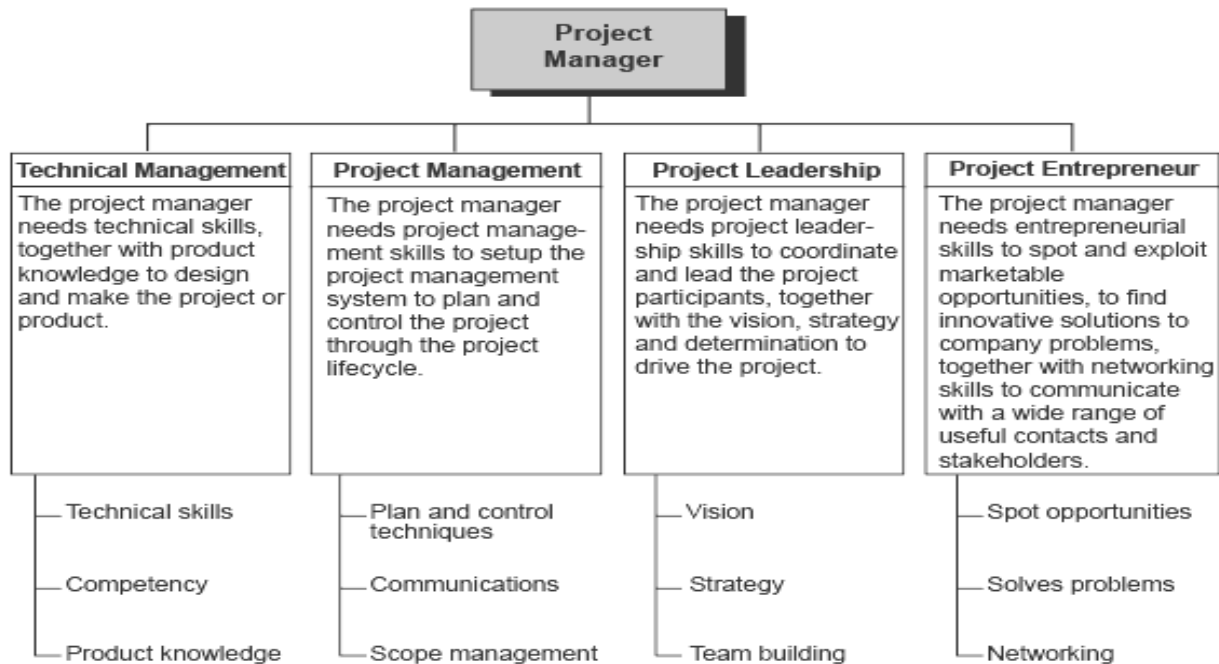 Project
Manager
Technical Management
The project manager
needs technical skills,
together with product
knowledge to design
and make the project or
product.
Technical skills
Competency
Product knowledge
Project Management
The project manager
needs project manage-
ment skills to setup the
project management
system to plan and
control the project
through the project
lifecycle.
Plan and control
techniques
Communications
Scope management
Project Leadership
The project manager
needs project leader-
ship skills to coordinate
and lead the project
participants, together
with the vision, strategy
and determination to
drive the project.
Vision
Strategy
Team building
Project Entrepreneur
The project manager
needs entrepreneurial
skills to spot and exploit
marketable
opportunities, to find
innovative solutions to
company problems,
together with networking
skills to communicate
with a wide range of
useful contacts and
stakeholders.
Spot opportunities
Solves problems
Networking